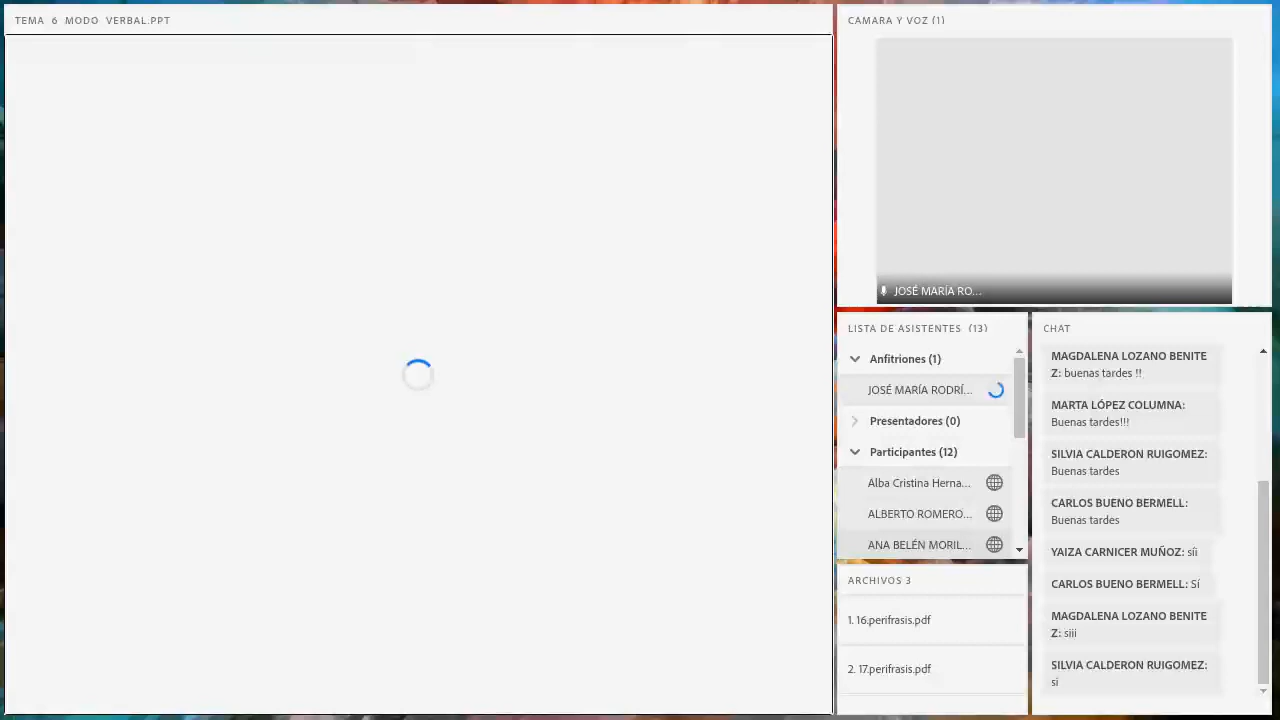 TEMA 6 MODO VERBAL.PPT
CAMARA Y VOZ (1)
JOSÉ MARÍA RO...
LISTA DE ASISTENTES (13)
Anfitriones (1)
JOSÉ MARÍA RODRÍ...
Presentadores (0)
Participantes (12)
Alba Cristina Herna...
ALBERTO ROMERO...
ANA BELÉN MORIL...
ARCHIVOS 3
1. 16.perifrasis.pdf
2. 17.perifrasis.pdf
CHAT
MAGDALENA LOZANO BENITE
Z: buenas tardes !!
MARTA LÓPEZ COLUMNA:
Buenas tardes!!!
SILVIA CALDERON RUIGOMEZ:
Buenas tardes
CARLOS BUENO BERMELL:
Buenas tardes
YAIZA CARNICER MUÑOZ: síi
CARLOS BUENO BERMELL: Sí
MAGDALENA LOZANO BENITE
Z: siii
SILVIA CALDERON RUIGOMEZ:
si